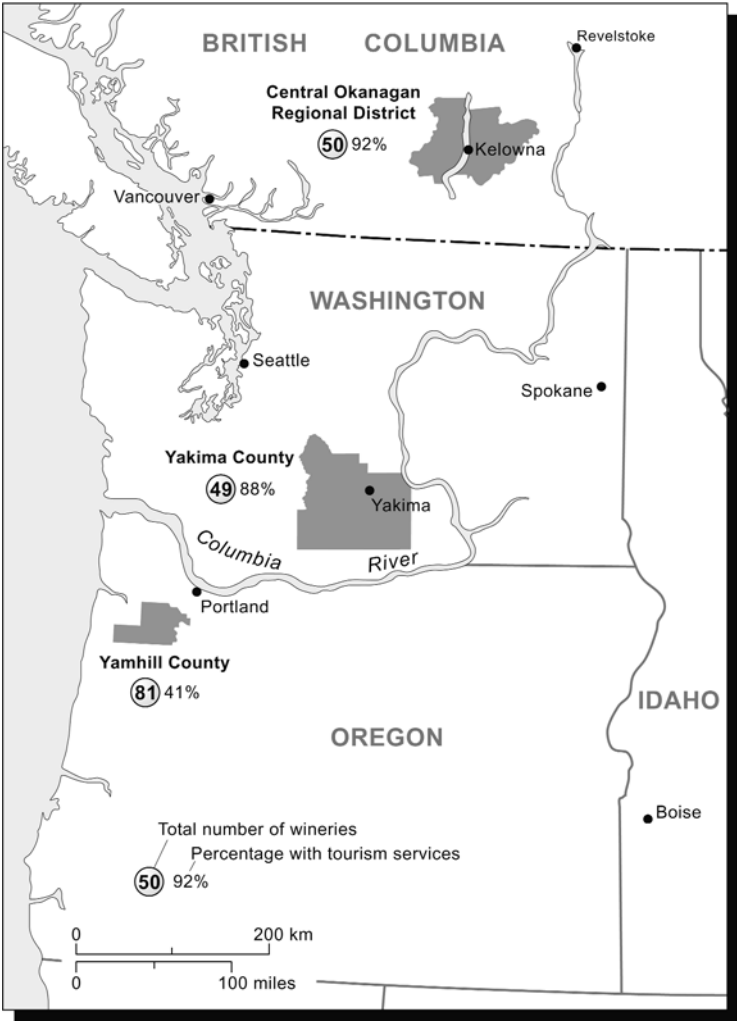 BRITISH COLUMBIA
Revelstoke
Central Okanagan
Regional District
50 92%
Kelowna
Vancouver
WASHINGTON
Seattle
Spokane
Yakima County
49 88%
Yakima
Columbia River
Portland
Yamhill County
81 41%
IDAHO
OREGON
Boise
Total number of wineries
Percentage with tourism services
50 92%
0 200 km
0 100 miles